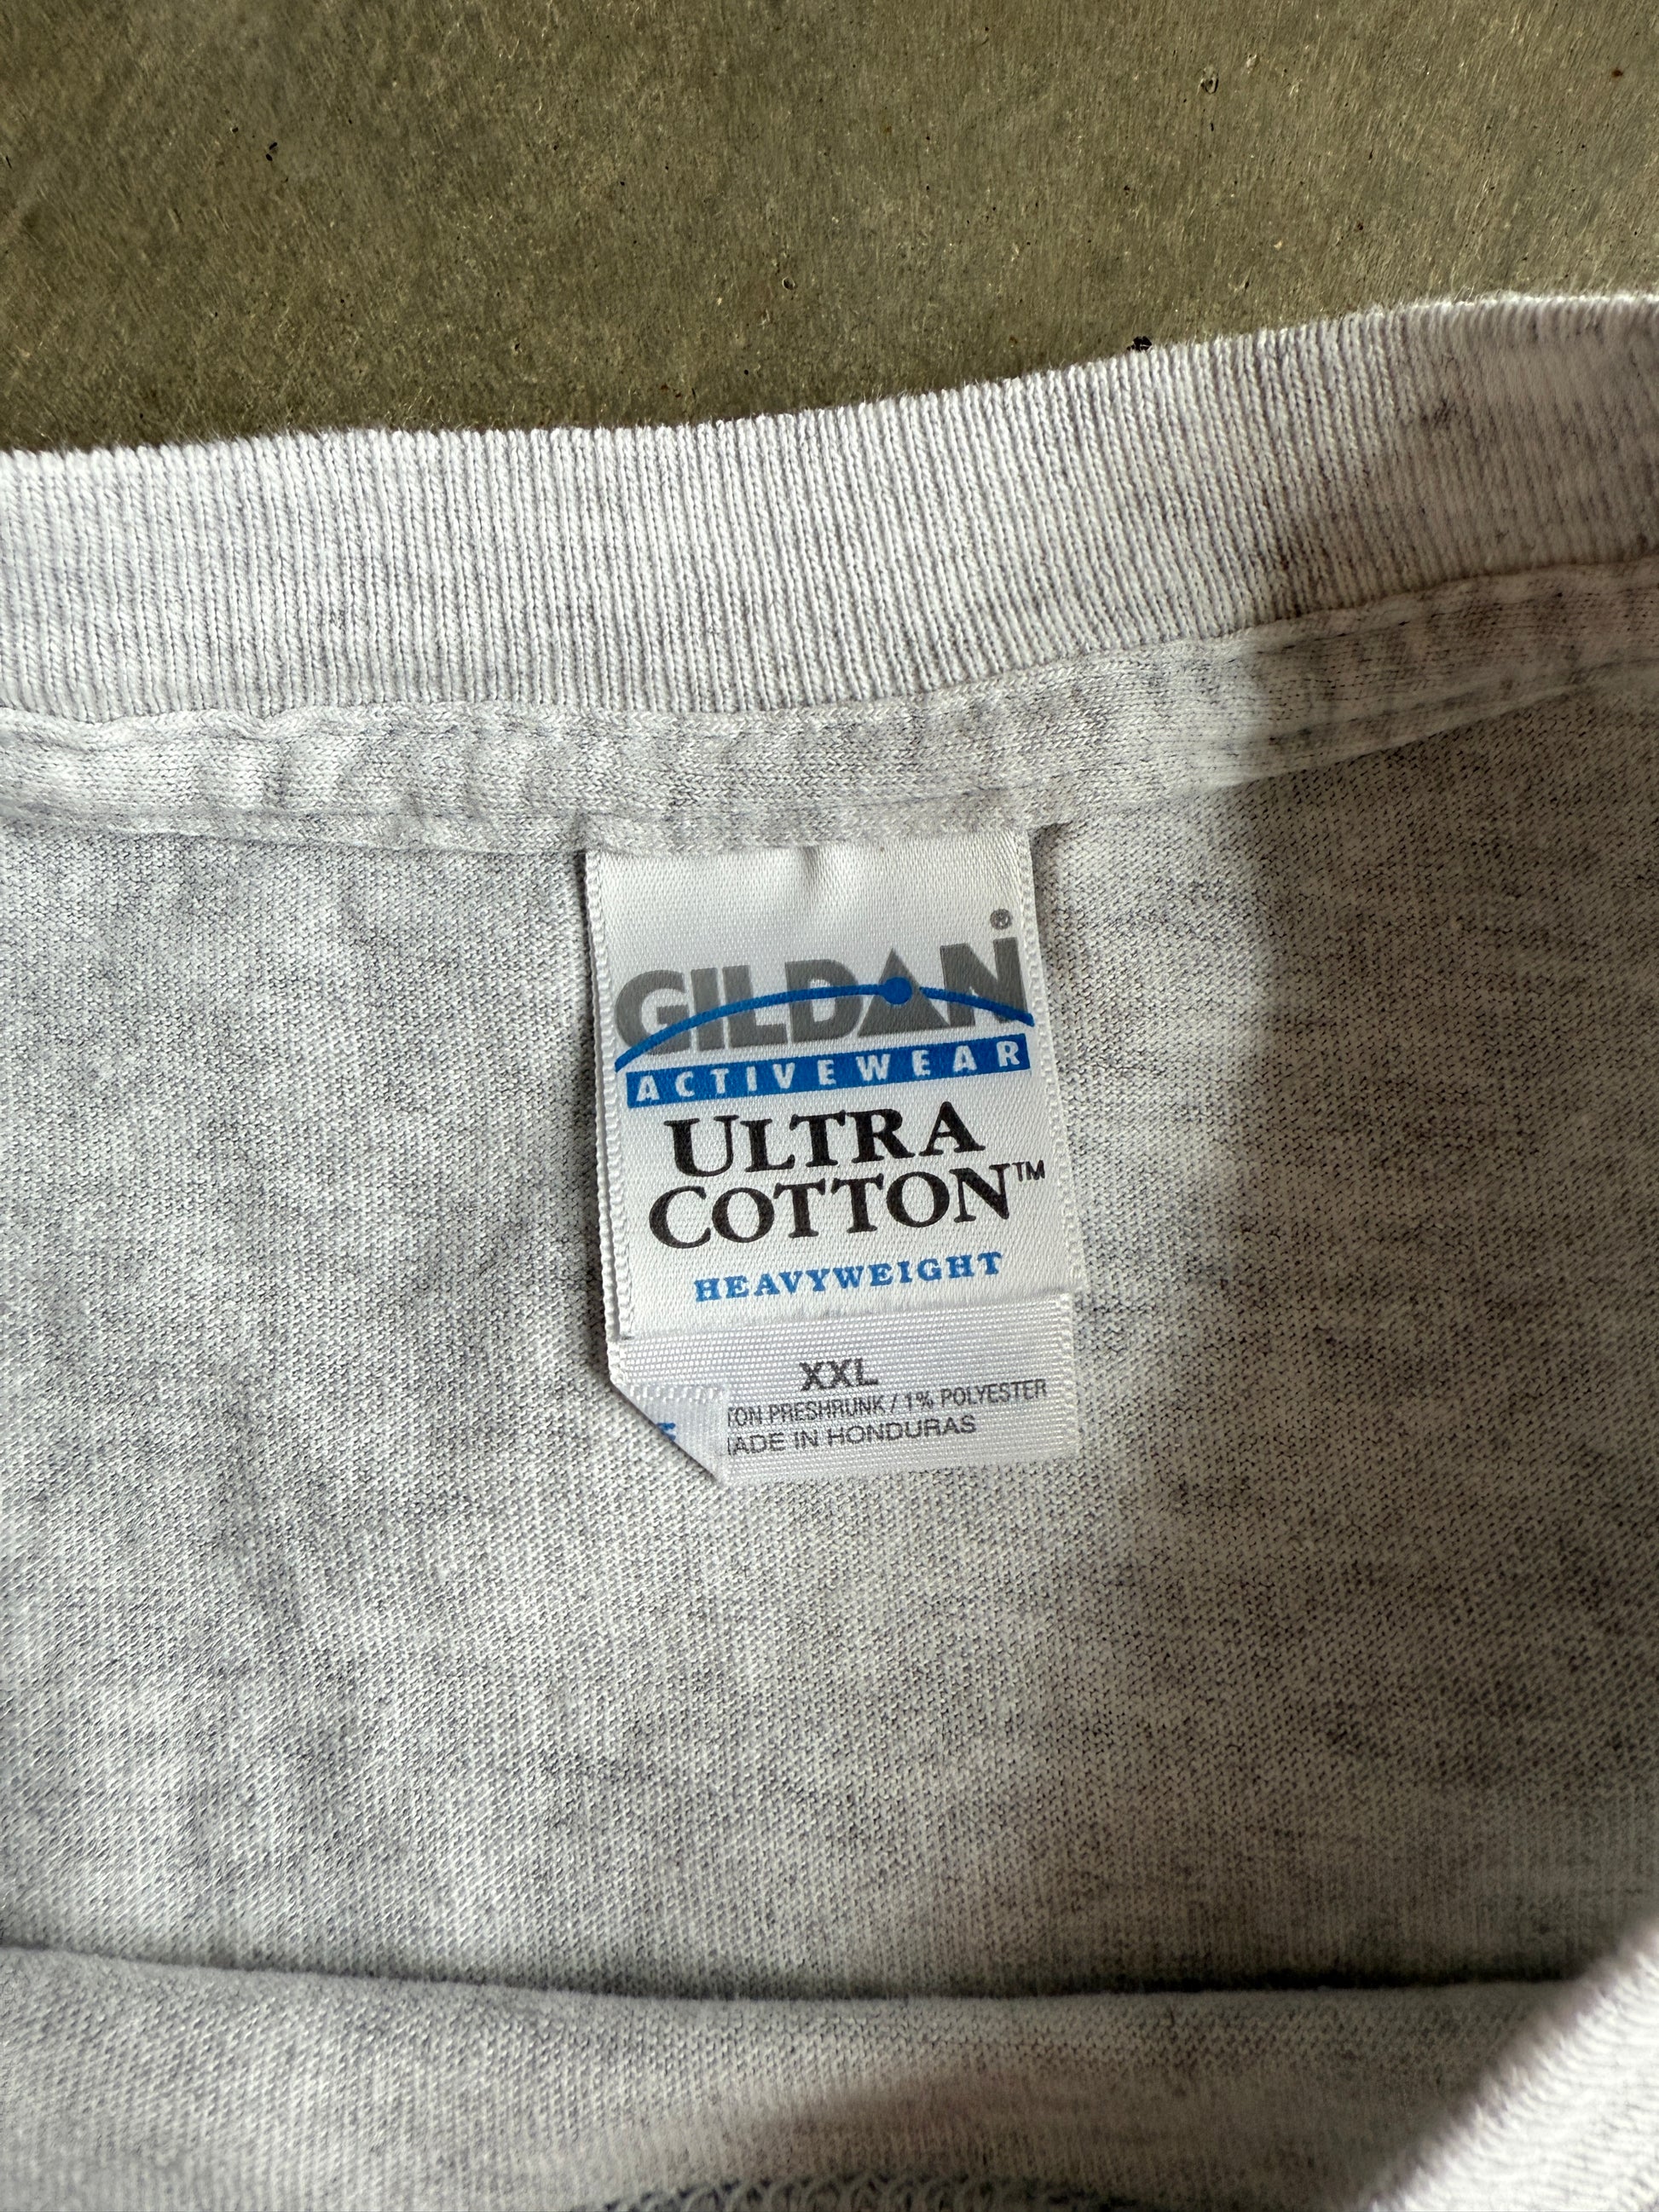 GILDAN®
ACTIVEWEAR
ULTRA
COTTON™
HEAVYWEIGHT
XXL
PRESHRUNK / 1% POLYESTER
IN HONDURAS